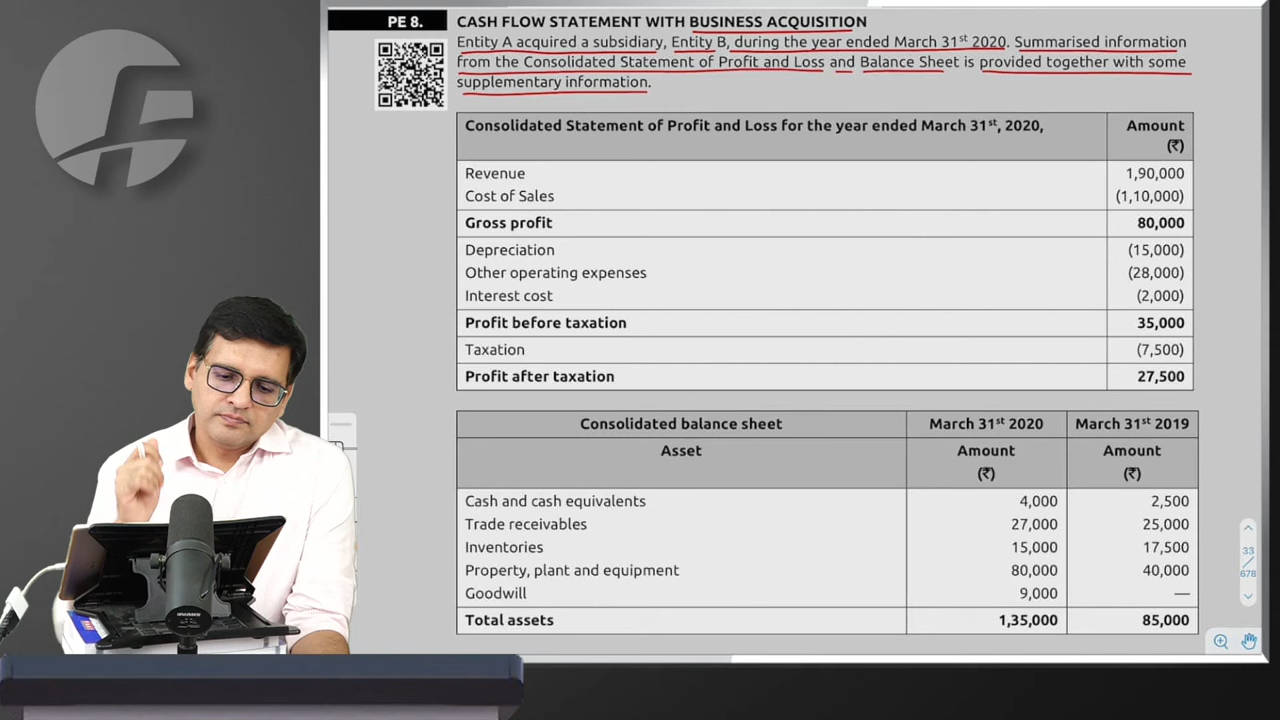 PE 8. CASH FLOW STATEMENT WITH BUSINESS ACQUISITION
Entity A acquired a subsidiary, Entity B, during the year ended March 31st 2020. Summarised information
from the Consolidated Statement of Profit and Loss and Balance Sheet is provided together with some
supplementary information.
Consolidated Statement of Profit and Loss for the year ended March 31st, 2020, Amount
(₹)
Revenue 1,90,000
Cost of Sales (1,10,000)
Gross profit 80,000
Depreciation (15,000)
Other operating expenses (28,000)
Interest cost (2,000)
Profit before taxation 35,000
Taxation (7,500)
Profit after taxation 27,500
Consolidated balance sheet March 31st 2020 March 31st 2019
Asset Amount Amount
(₹) (₹)
Cash and cash equivalents 4,000 2,500
Trade receivables 27,000 25,000
Inventories 15,000 17,500
Property, plant and equipment 80,000 40,000
Goodwill 9,000 —
Total assets 1,35,000 85,000
33
678